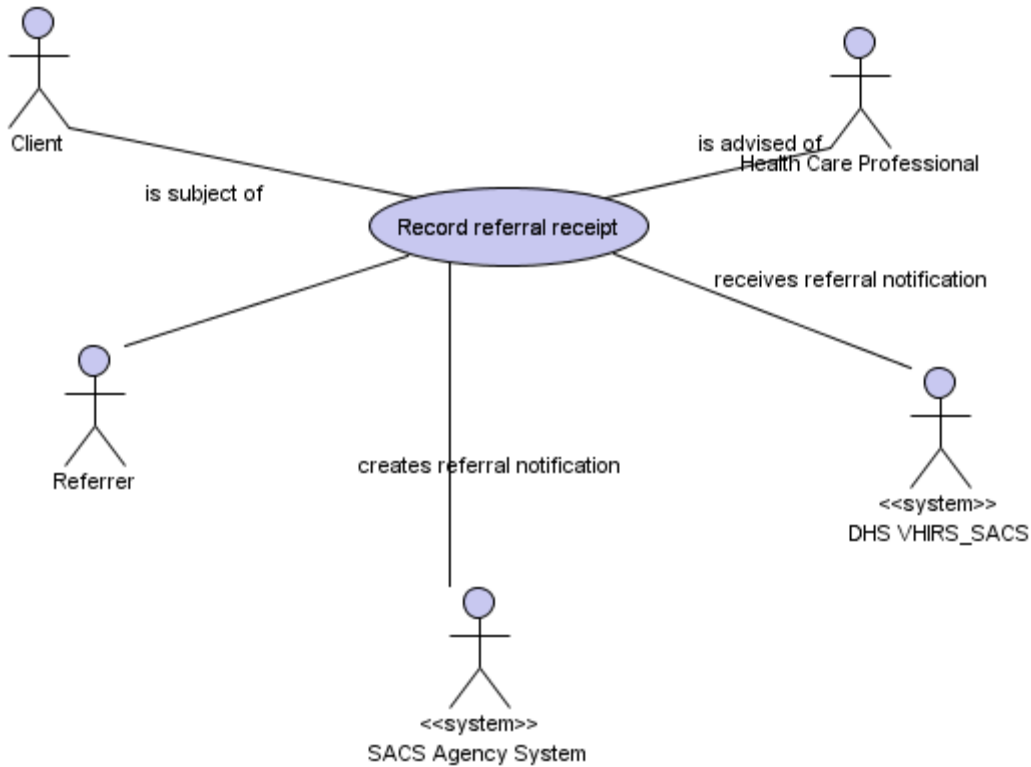 Client
is advised of
Health Care Professional
is subject of
Record referral receipt
receives referral notification
creates referral notification
Referrer
<<system>>
DHS VHIRS_SACS
<<system>>
SACS Agency System